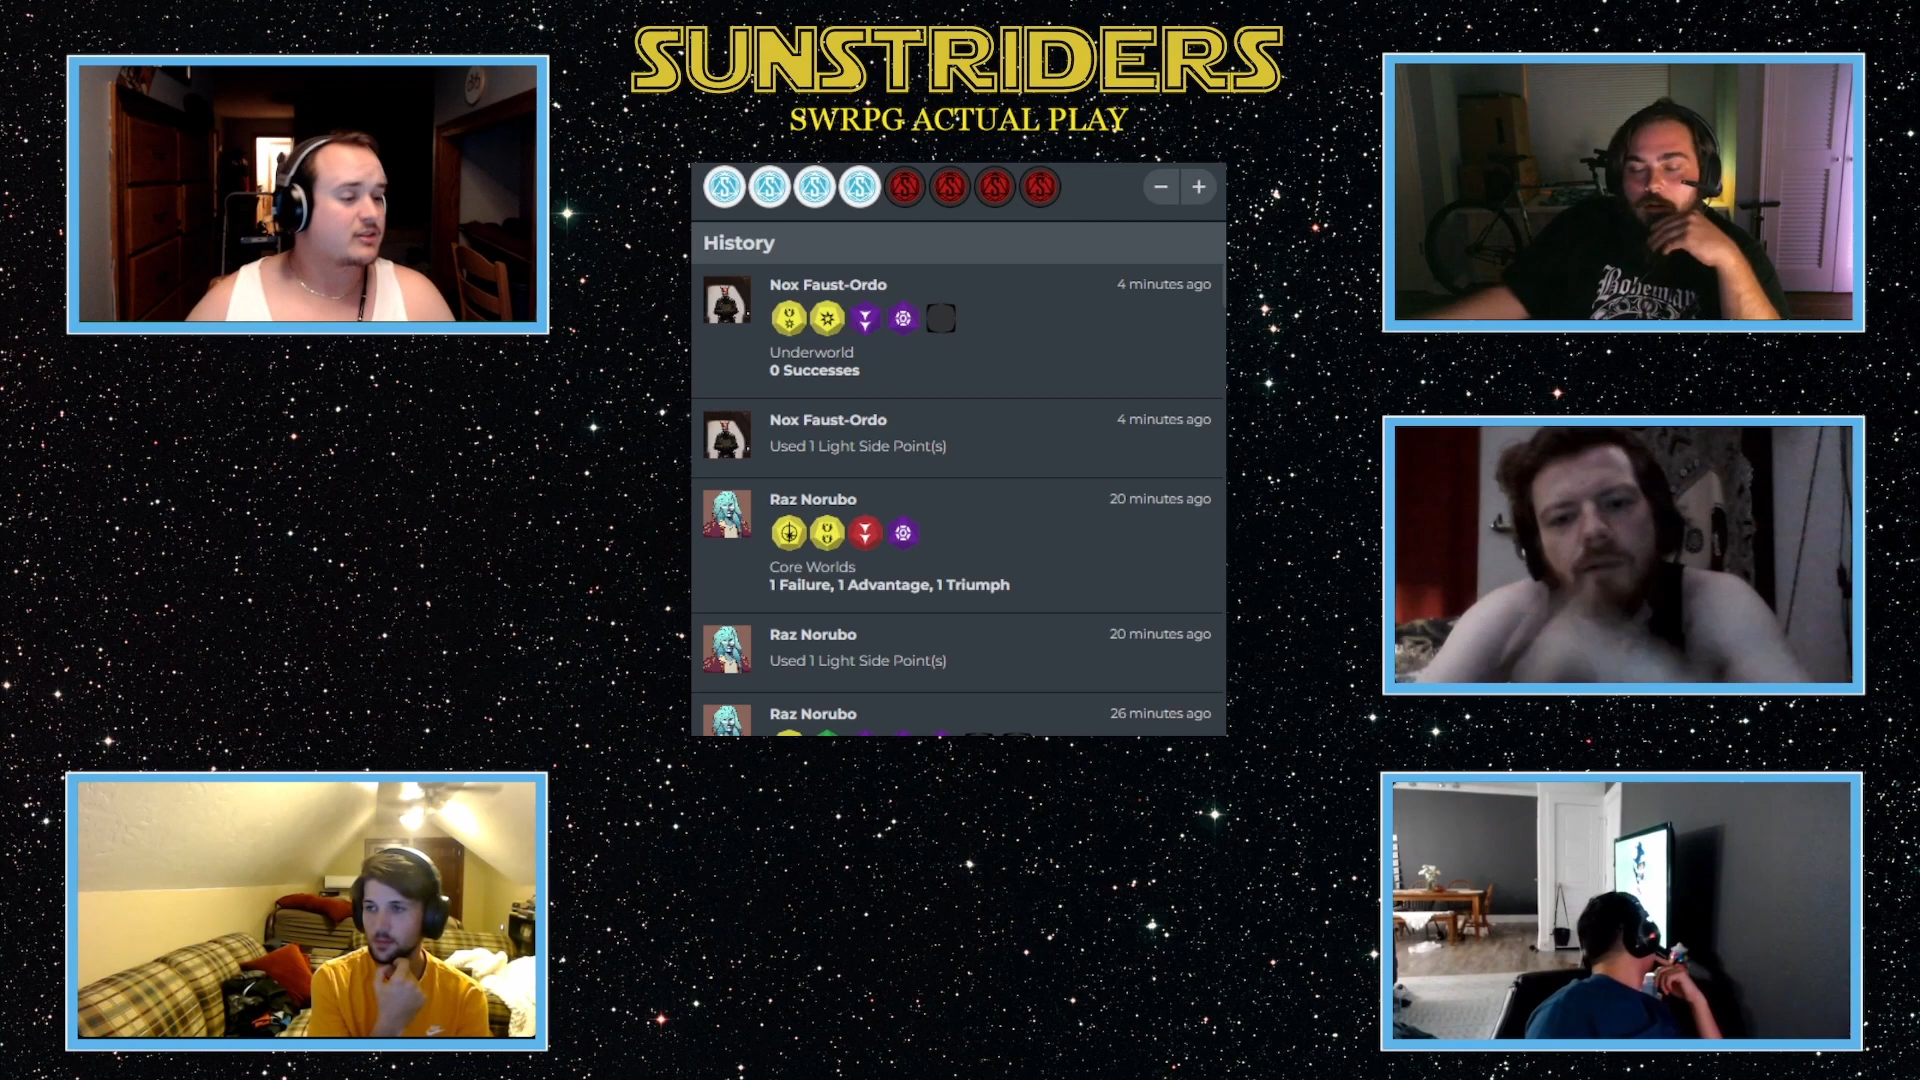 SUNSTRIDERS
SWRPG ACTUAL PLAY
History
Nox Faust-Ordo
4 minutes ago
Underworld
0 Successes
Nox Faust-Ordo
4 minutes ago
Used 1 Light Side Point(s)
Raz Norubo
20 minutes ago
Core Worlds
1 Failure, 1 Advantage, 1 Triumph
Raz Norubo
20 minutes ago
Used 1 Light Side Point(s)
Raz Norubo
26 minutes ago
Bohemian